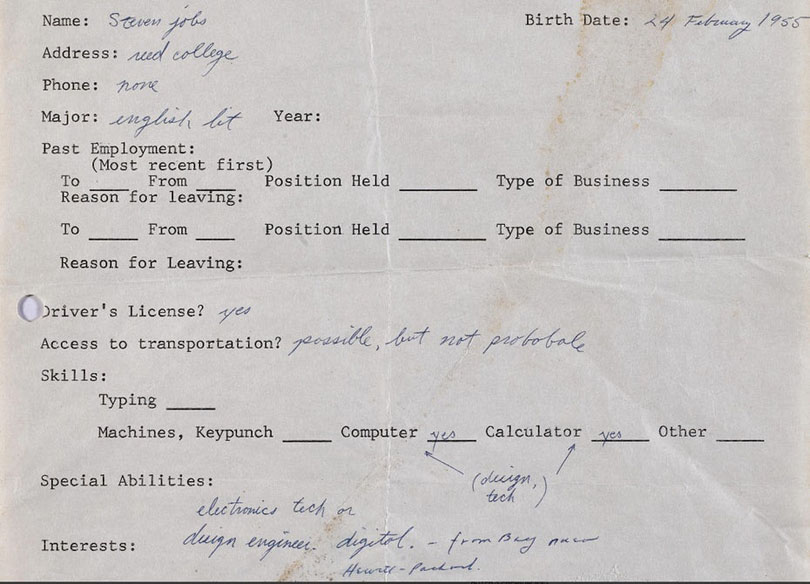 Name: Steven jobs Birth Date: 24 February 1955
Address: reed college
Phone: none
Major: english lit Year:
Past Employment:
(Most recent first)
To ____ From ____ Position Held ________ Type of Business ________
Reason for leaving:
To ____ From ____ Position Held ________ Type of Business ________
Reason for Leaving:
Driver's License? yes
Access to transportation? possible, but not probobale
Skills:
Typing _____
Machines, Keypunch _____ Computer yes Calculator yes Other _____
(design,
tech)
Special Abilities:
electronics tech or
Interests: design engineer. digital. - from Bay near
Hewitt-Packard.